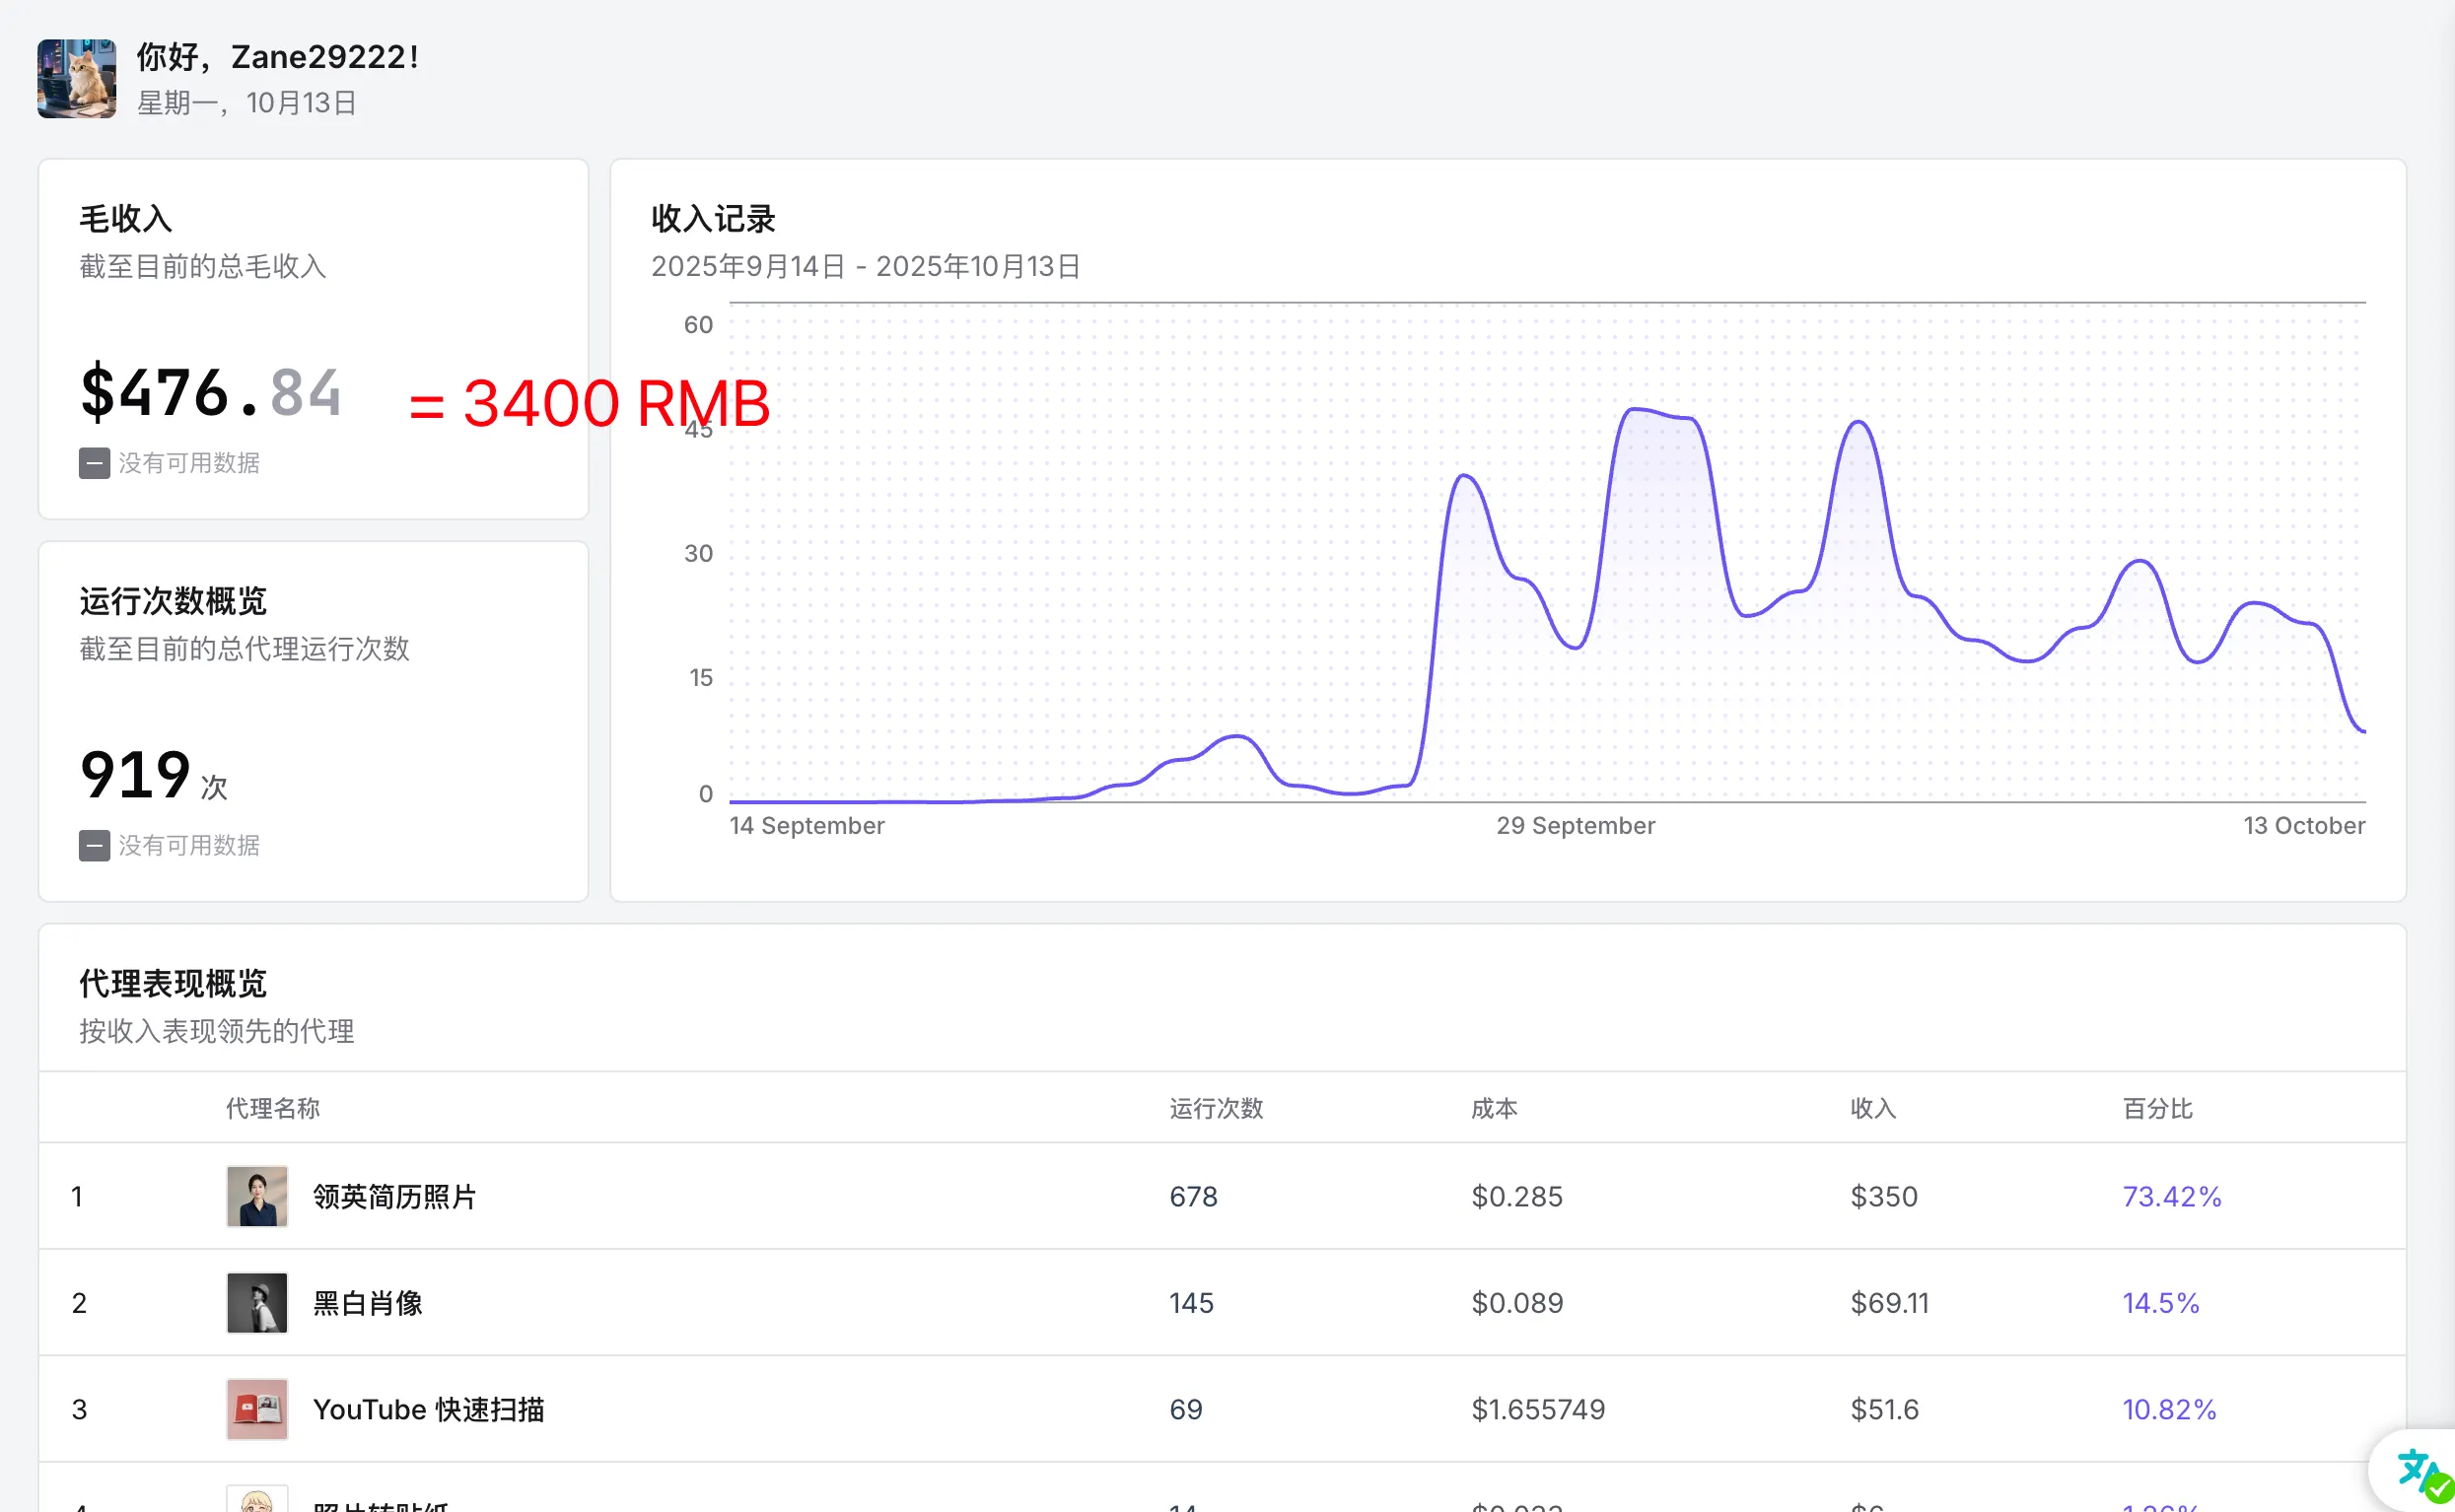 你好，Zane29222！
星期一，10月13日
毛收入
截至目前的总毛收入
$476.84
= 3400 RMB
没有可用数据
收入记录
2025年9月14日 - 2025年10月13日
60
45
30
15
0
14 September
29 September
13 October
运行次数概览
截至目前的总代理运行次数
919 次
没有可用数据
代理表现概览
按收入表现领先的代理
代理名称 运行次数 成本 收入 百分比
1 领英简历照片 678 $0.285 $350 73.42%
2 黑白肖像 145 $0.089 $69.11 14.5%
3 YouTube 快速扫描 69 $1.655749 $51.6 10.82%